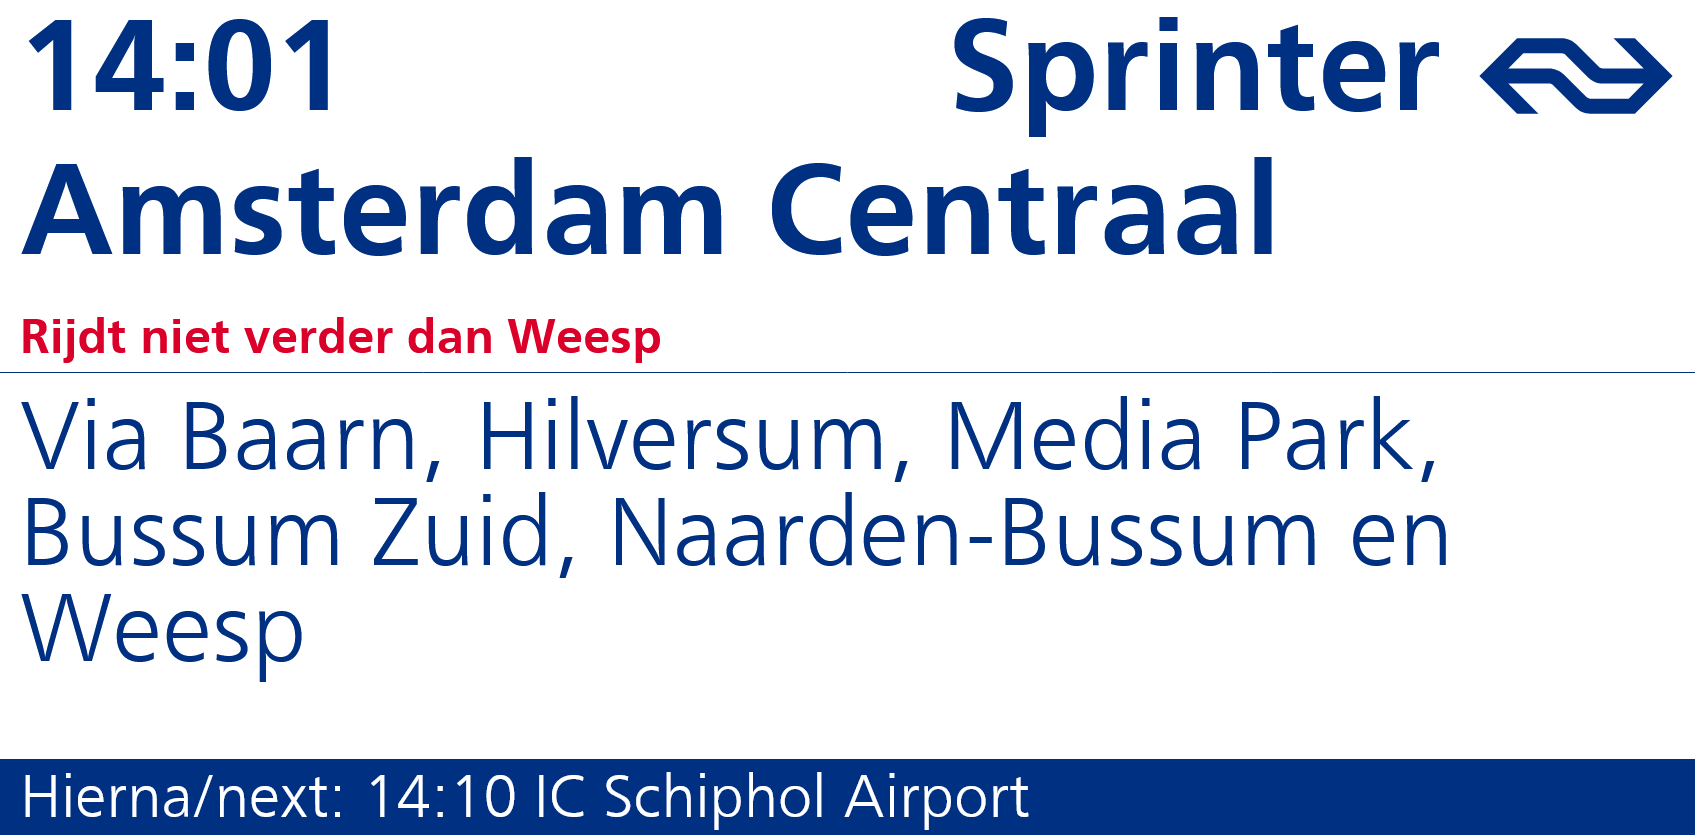 14:01 Sprinter
Amsterdam Centraal
Rijdt niet verder dan Weesp
Via Baarn, Hilversum, Media Park,
Bussum Zuid, Naarden-Bussum en
Weesp
Hierna/next: 14:10 IC Schiphol Airport